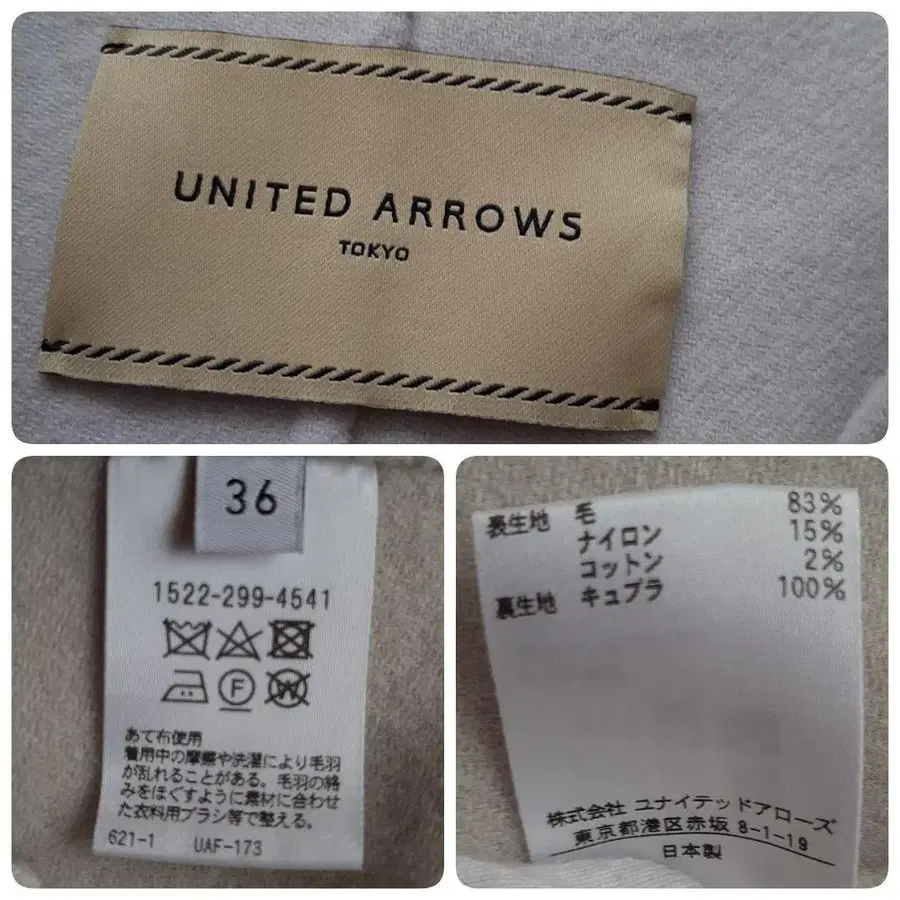 UNITED ARROWS
TOKYO
36
1522-299-4541
F
W
あて布使用
着用中の摩擦や洗濯により毛羽
が乱れることがある。毛羽の絡
みをほぐすように素材に合わせ
た衣料用ブラシ等で整える。
621-1 UAF-173
表生地 毛 83%
ナイロン 15%
コットン 2%
裏生地 キュプラ 100%
株式会社 ユナイテッドアローズ
東京都港区赤坂 8-1-19
日本製